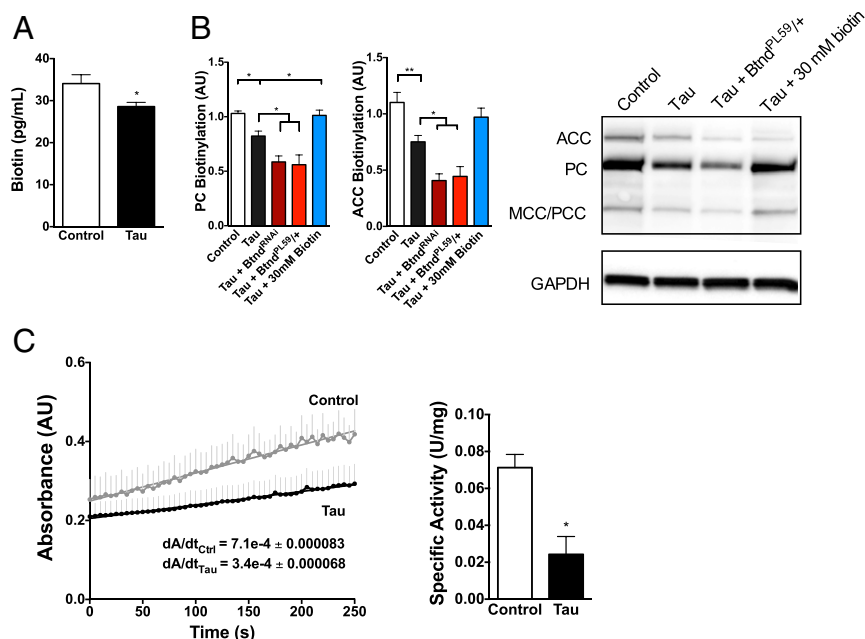 A
Biotin (pg/mL)
40
30
20
10
0
*
Control Tau
B
PC Biotinylation (AU)
1.5
1.0
0.5
0.0
* *
*
Control
Tau
Tau + Btnd^RNAi
Tau + Btnd^PL59/+
Tau + 30mM Biotin
ACC Biotinylation (AU)
1.5
1.0
0.5
0.0
**
*
Control
Tau
Tau + Btnd^RNAi
Tau + Btnd^PL59/+
Tau + 30mM Biotin
Control
Tau
Tau + Btnd^PL59/+
Tau + 30 mM biotin
ACC
PC
MCC/PCC
GAPDH
C
Absorbance (AU)
0.6
0.4
0.2
0.0
Control
Tau
dA/dt_Ctrl = 7.1e-4 ± 0.000083
dA/dt_Tau = 3.4e-4 ± 0.000068
0 50 100 150 200 250
Time (s)
Specific Activity (U/mg)
0.10
0.08
0.06
0.04
0.02
0.00
*
Control Tau